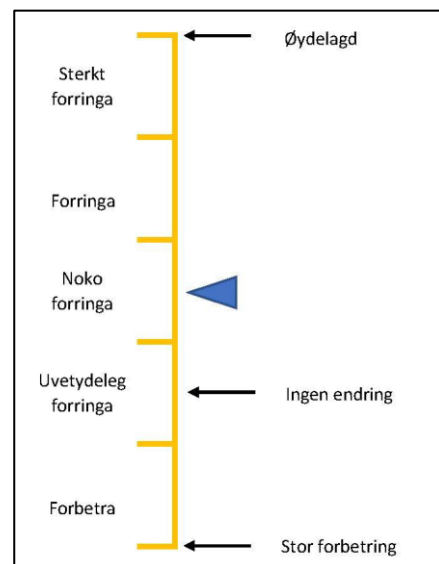 Øydelagd
Sterkt
forringa
Forringa
Noko
forringa
Uvetydeleg
forringa
Ingen endring
Forbetra
Stor forbetring